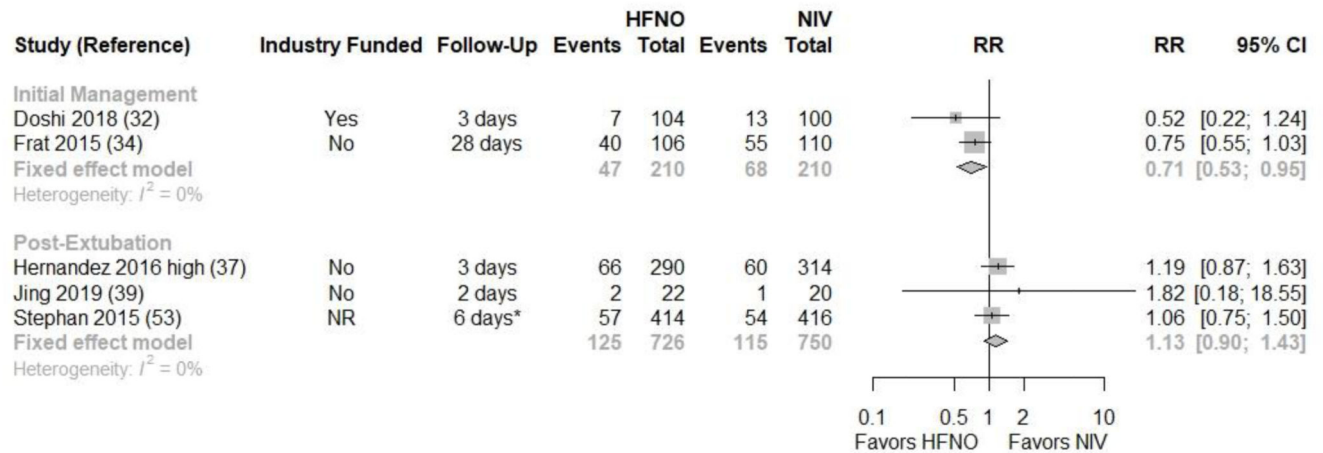 HFNO NIV
Study (Reference) Industry Funded Follow-Up Events Total Events Total RR RR 95% CI
Initial Management
Doshi 2018 (32) Yes 3 days 7 104 13 100 0.52 [0.22; 1.24]
Frat 2015 (34) No 28 days 40 106 55 110 0.75 [0.55; 1.03]
Fixed effect model 47 210 68 210 0.71 [0.53; 0.95]
Heterogeneity: I² = 0%
Post-Extubation
Hernandez 2016 high (37) No 3 days 66 290 60 314 1.19 [0.87; 1.63]
Jing 2019 (39) No 2 days 2 22 1 20 1.82 [0.18; 18.55]
Stephan 2015 (53) NR 6 days* 57 414 54 416 1.06 [0.75; 1.50]
Fixed effect model 125 726 115 750 1.13 [0.90; 1.43]
Heterogeneity: I² = 0%
0.1 0.5 1 2 10
Favors HFNO Favors NIV